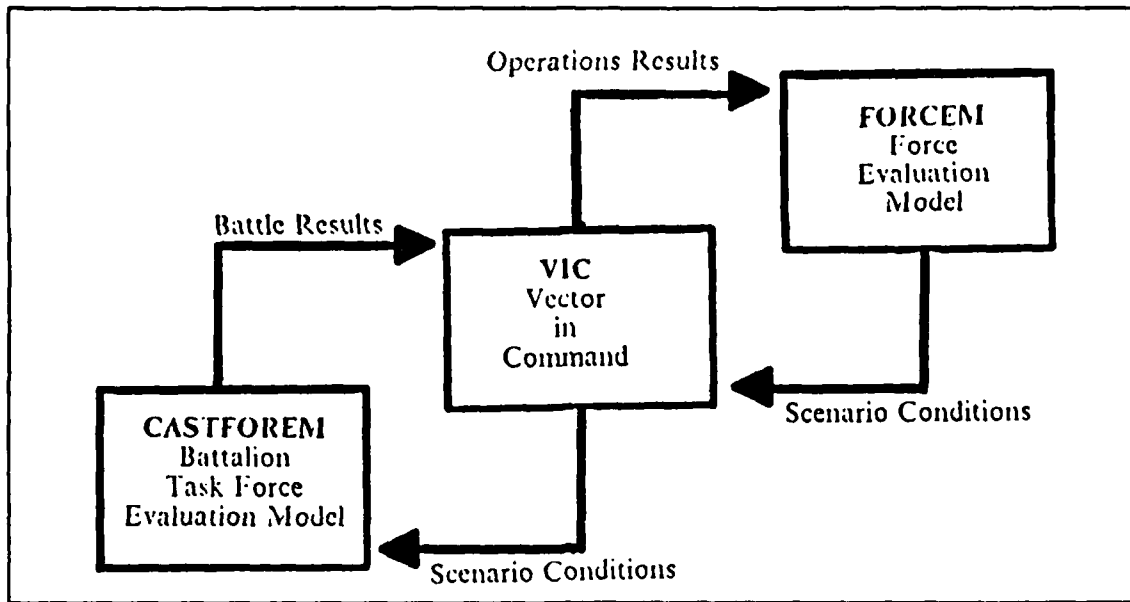 Operations Results
FORCEM
Force
Evaluation
Model
Battle Results
VIC
Vector
in
Command
Scenario Conditions
CASTFOREM
Battalion
Task Force
Evaluation Model
Scenario Conditions